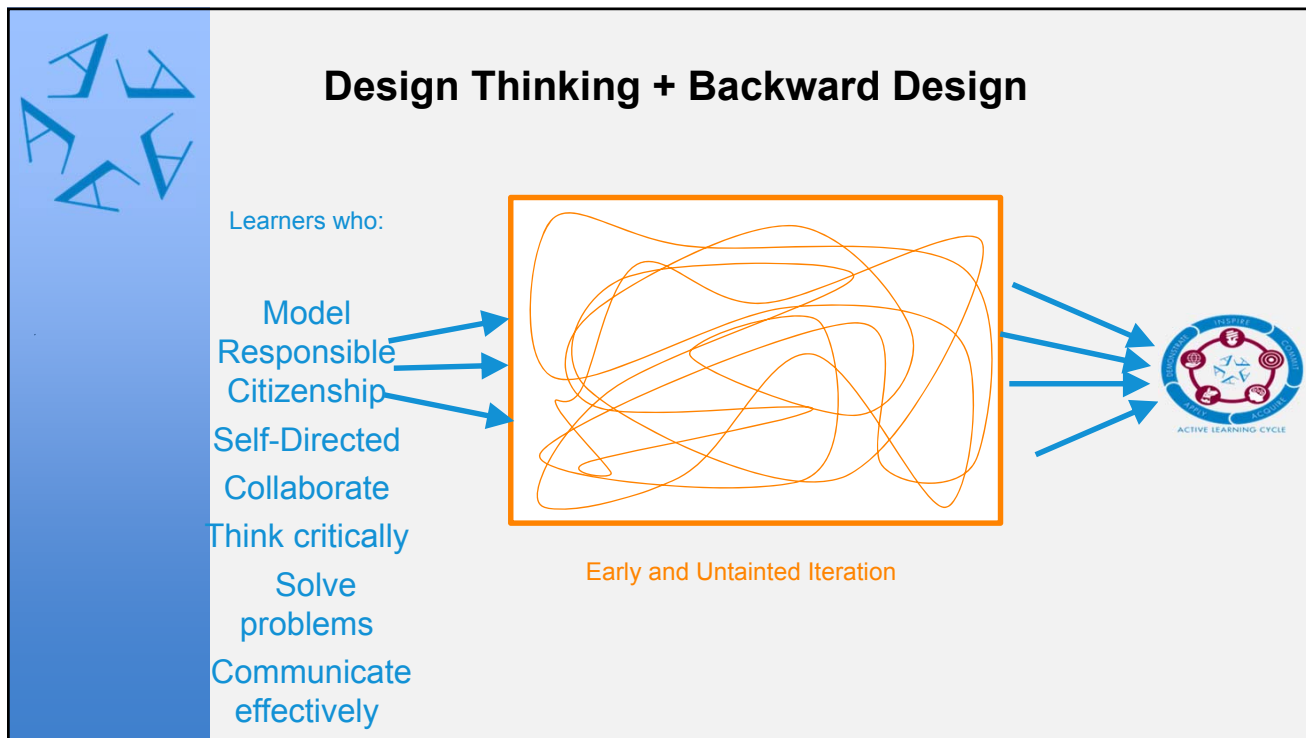 Design Thinking + Backward Design
Learners who:
Model
Responsible
Citizenship
Self-Directed
Collaborate
Think critically
Solve
problems
Communicate
effectively
Early and Untainted Iteration
INSPIRE
COMMIT
ACQUIRE
APPLY
DEMONSTRATE
ACTIVE LEARNING CYCLE